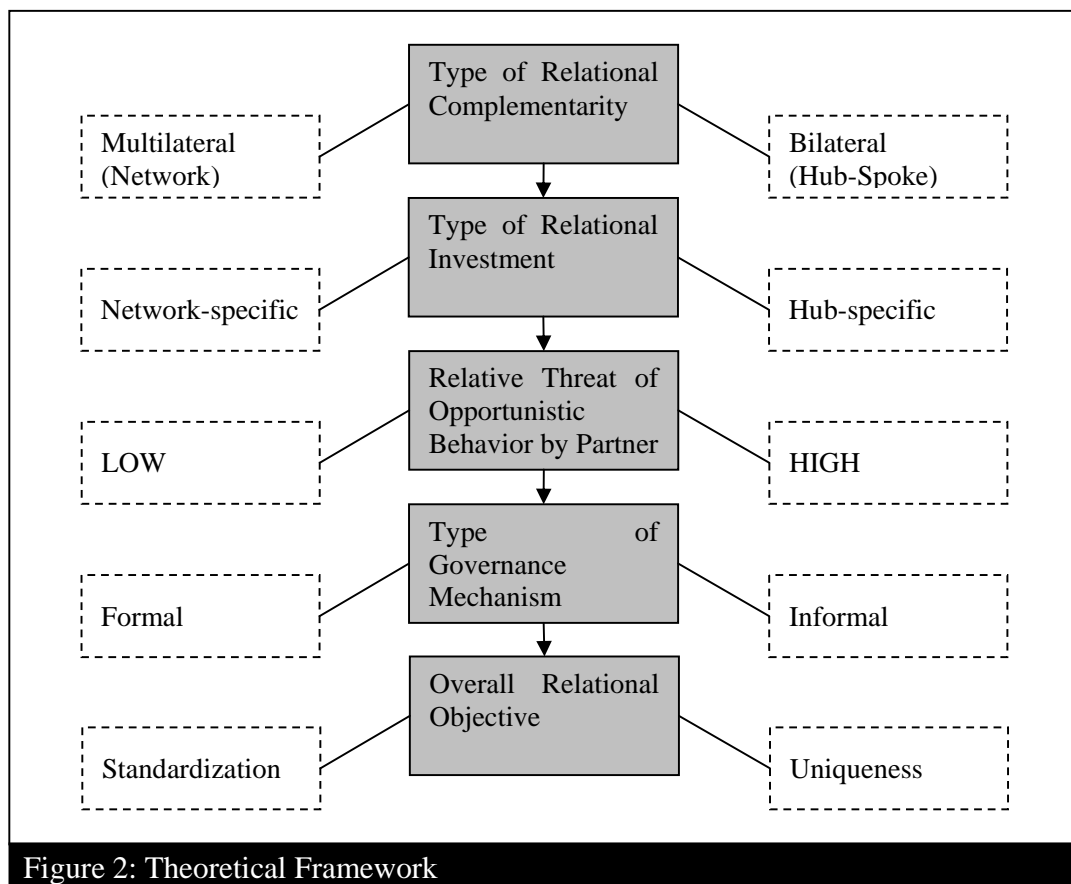 Type of Relational
Complementarity
Multilateral
(Network)
Bilateral
(Hub-Spoke)
Type of Relational
Investment
Network-specific
Hub-specific
Relative Threat of
Opportunistic
Behavior by Partner
LOW
HIGH
Type of
Governance
Mechanism
Formal
Informal
Overall Relational
Objective
Standardization
Uniqueness
Figure 2: Theoretical Framework